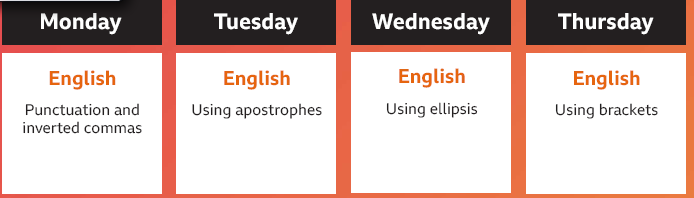 Monday
Tuesday
Wednesday
Thursday
English
Punctuation and
inverted commas
English
Using apostrophes
English
Using ellipsis
English
Using brackets